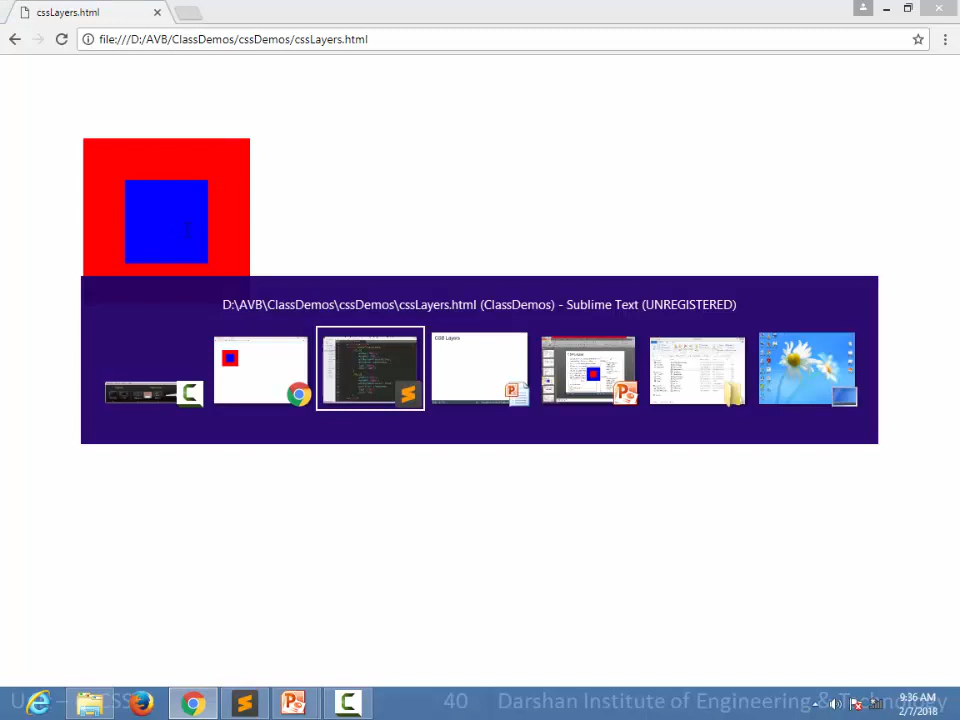 cssLayers.html
file:///D:/AVB/ClassDemos/cssDemos/cssLayers.html
D:\AVB\ClassDemos\cssDemos\cssLayers.html (ClassDemos) - Sublime Text (UNREGISTERED)
CSS Layers
40 Darshan Institute of Engineering & Technology
9:36 AM
2/7/2018